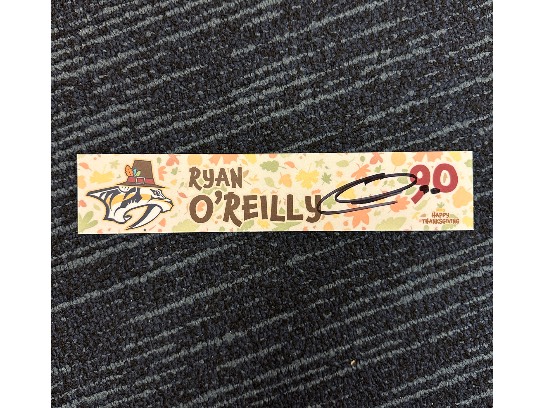 RYAN
O'REILLY
90
HAPPY
THANKSGIVING